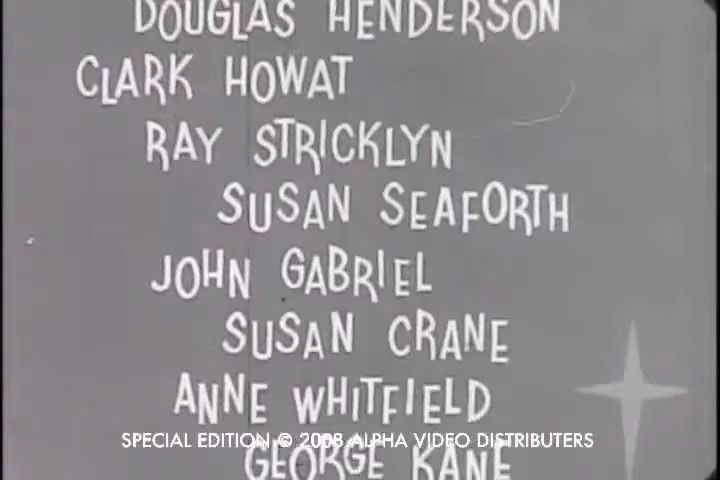 DOUGLAS HENDERSON
CLARK HOWAT
RAY STRICKLYN
SUSAN SEAFORTH
JOHN GABRIEL
SUSAN CRANE
ANNE WHITFIELD
SPECIAL EDITION © 2008 ALPHA VIDEO DISTRIBUTERS
GEORGE KANE